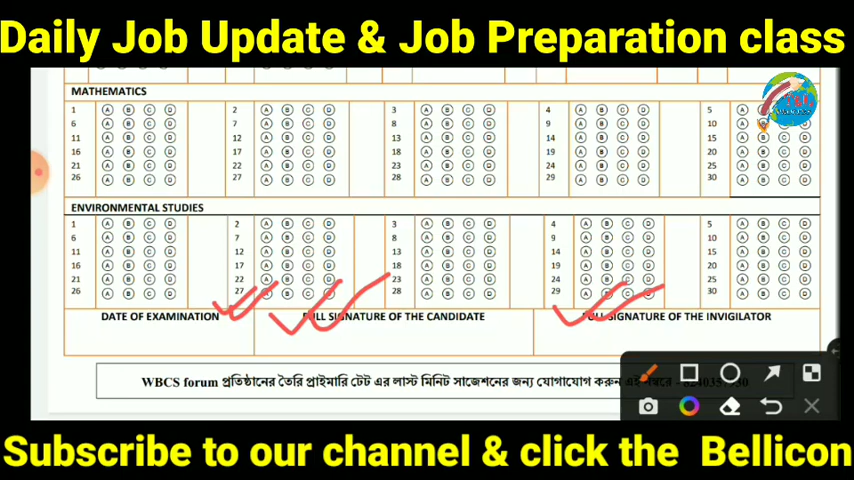 Daily Job Update & Job Preparation class
MATHEMATICS
1 A B C D 2 A B C D 3 A B C D 4 A B C D 5 A
6 A B C D 7 A B C D 8 A B C D 9 A B C D 10 A D
11 A B C D 12 A B C D 13 A B C D 14 A B C D 15 A B C D
16 A B C D 17 A B C D 18 A B C D 19 A B C D 20 A B C D
21 A B C D 22 A B C D 23 A B C D 24 A B C D 25 A B C D
26 A B C D 27 A B C D 28 A B C D 29 A B C D 30 A B C D
ENVIRONMENTAL STUDIES
1 A B C D 2 A B C D 3 A B C D 4 A B C D 5 A B C D
6 A B C D 7 A B C D 8 A B C D 9 A B C D 10 A B C D
11 A B C D 12 A B C D 13 A B C D 14 A B C D 15 A B C D
16 A B C D 17 A B C D 18 A B C D 19 A B C D 20 A B C D
21 A B C D 22 A B C D 23 A B C D 24 A B C D 25 A B C D
26 A B C D 27 A B C D 28 A B C D 29 A B C D 30 A B C D
DATE OF EXAMINATION FULL SIGNATURE OF THE CANDIDATE FULL SIGNATURE OF THE INVIGILATOR
WBCS forum প্রতিষ্ঠানের তৈরি প্রাইমারি টেট এর লাস্ট মিনিট সাজেশনের জন্য যোগাযোগ করুন এই নম্বরে -
Subscribe to our channel & click the Bellicon